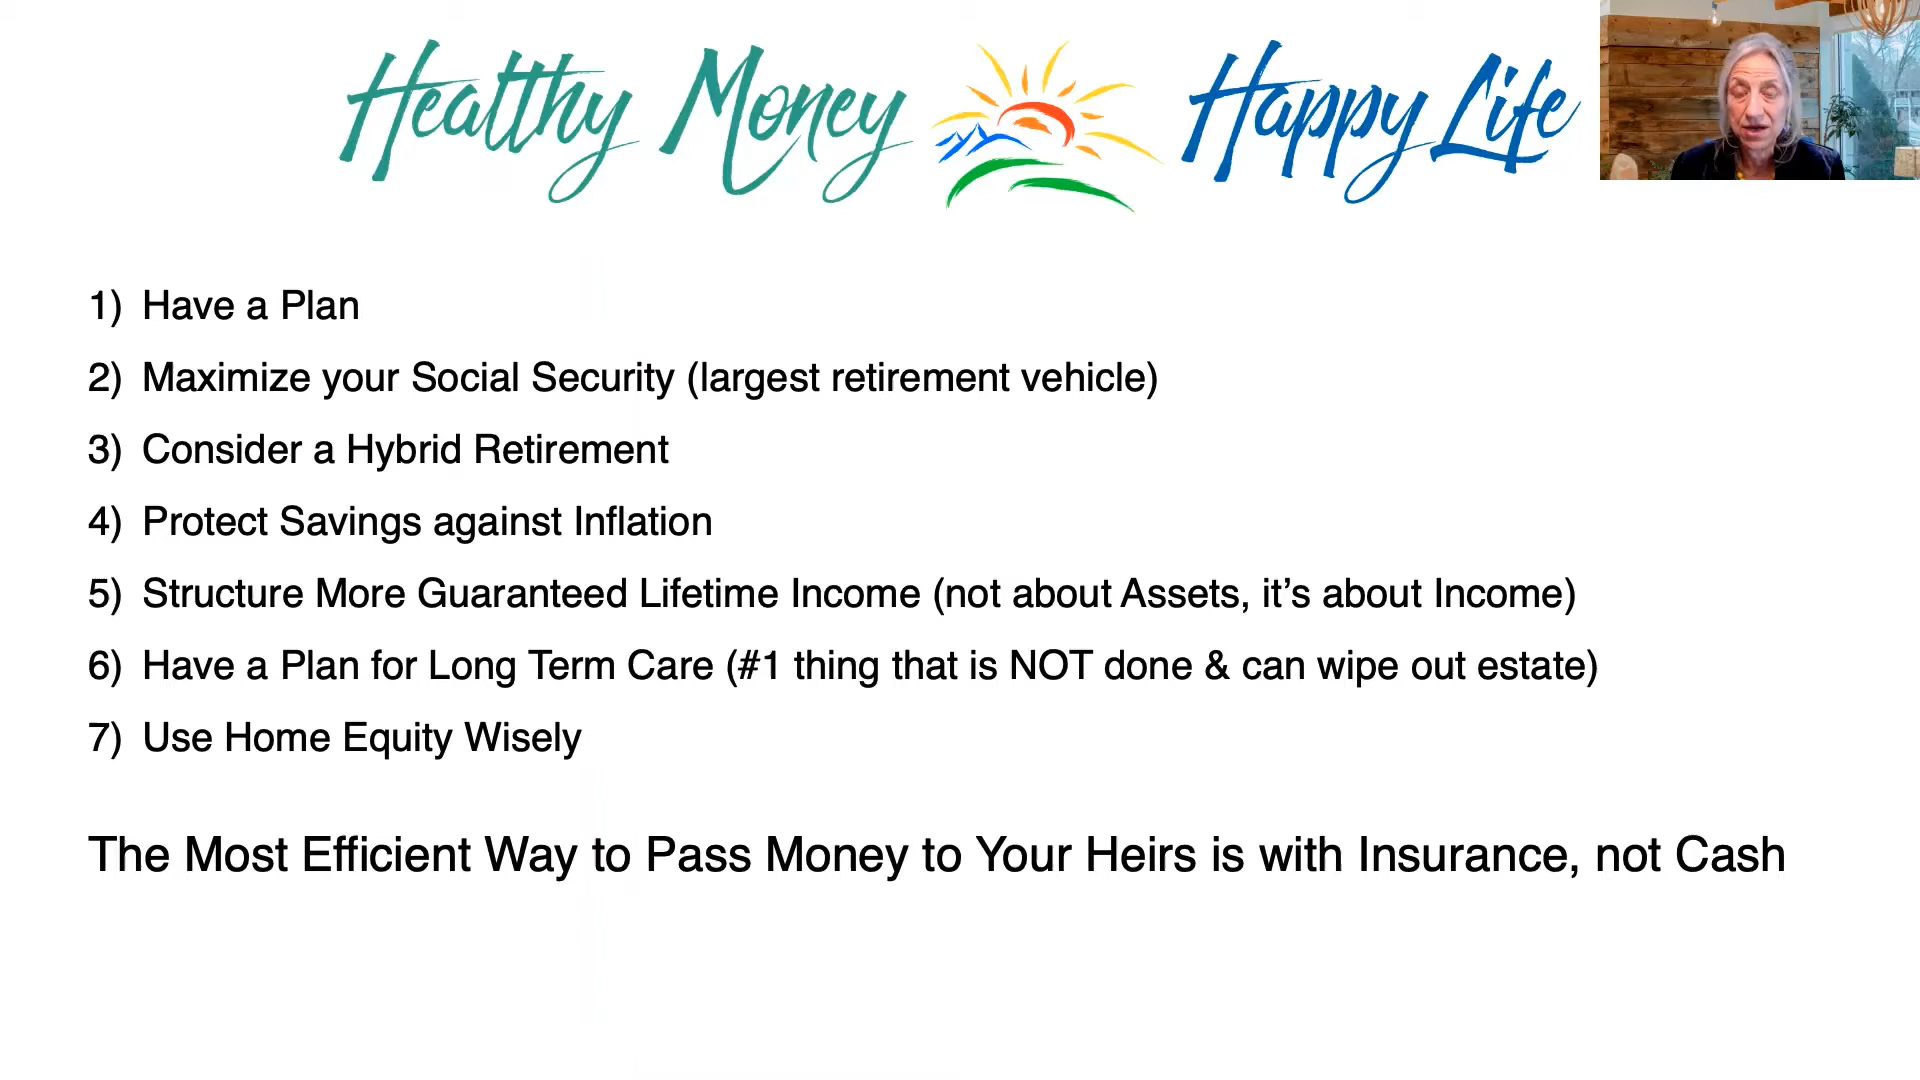 Healthy Money Happy Life
1) Have a Plan
2) Maximize your Social Security (largest retirement vehicle)
3) Consider a Hybrid Retirement
4) Protect Savings against Inflation
5) Structure More Guaranteed Lifetime Income (not about Assets, it’s about Income)
6) Have a Plan for Long Term Care (#1 thing that is NOT done & can wipe out estate)
7) Use Home Equity Wisely
The Most Efficient Way to Pass Money to Your Heirs is with Insurance, not Cash